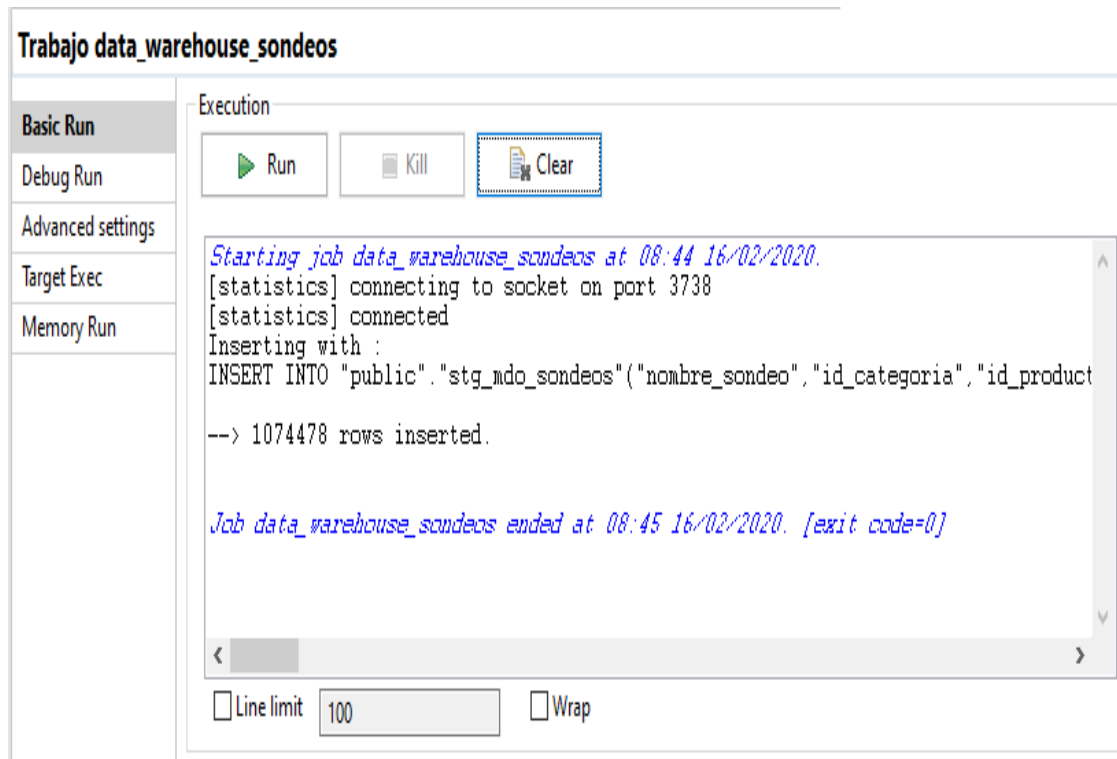 Trabajo data_warehouse_sondeos
Basic Run
Debug Run
Advanced settings
Target Exec
Memory Run
Execution
Run
Kill
Clear
Starting job data_warehouse_sondeos at 08:44 16/02/2020.
[statistics] connecting to socket on port 3738
[statistics] connected
Inserting with :
INSERT INTO "public"."stg_mdo_sondeos"("nombre_sondeo","id_categoria","id_product
--> 1074478 rows inserted.
Job data_warehouse_sondeos ended at 08:45 16/02/2020. [exit code=0]
Line limit
100
Wrap